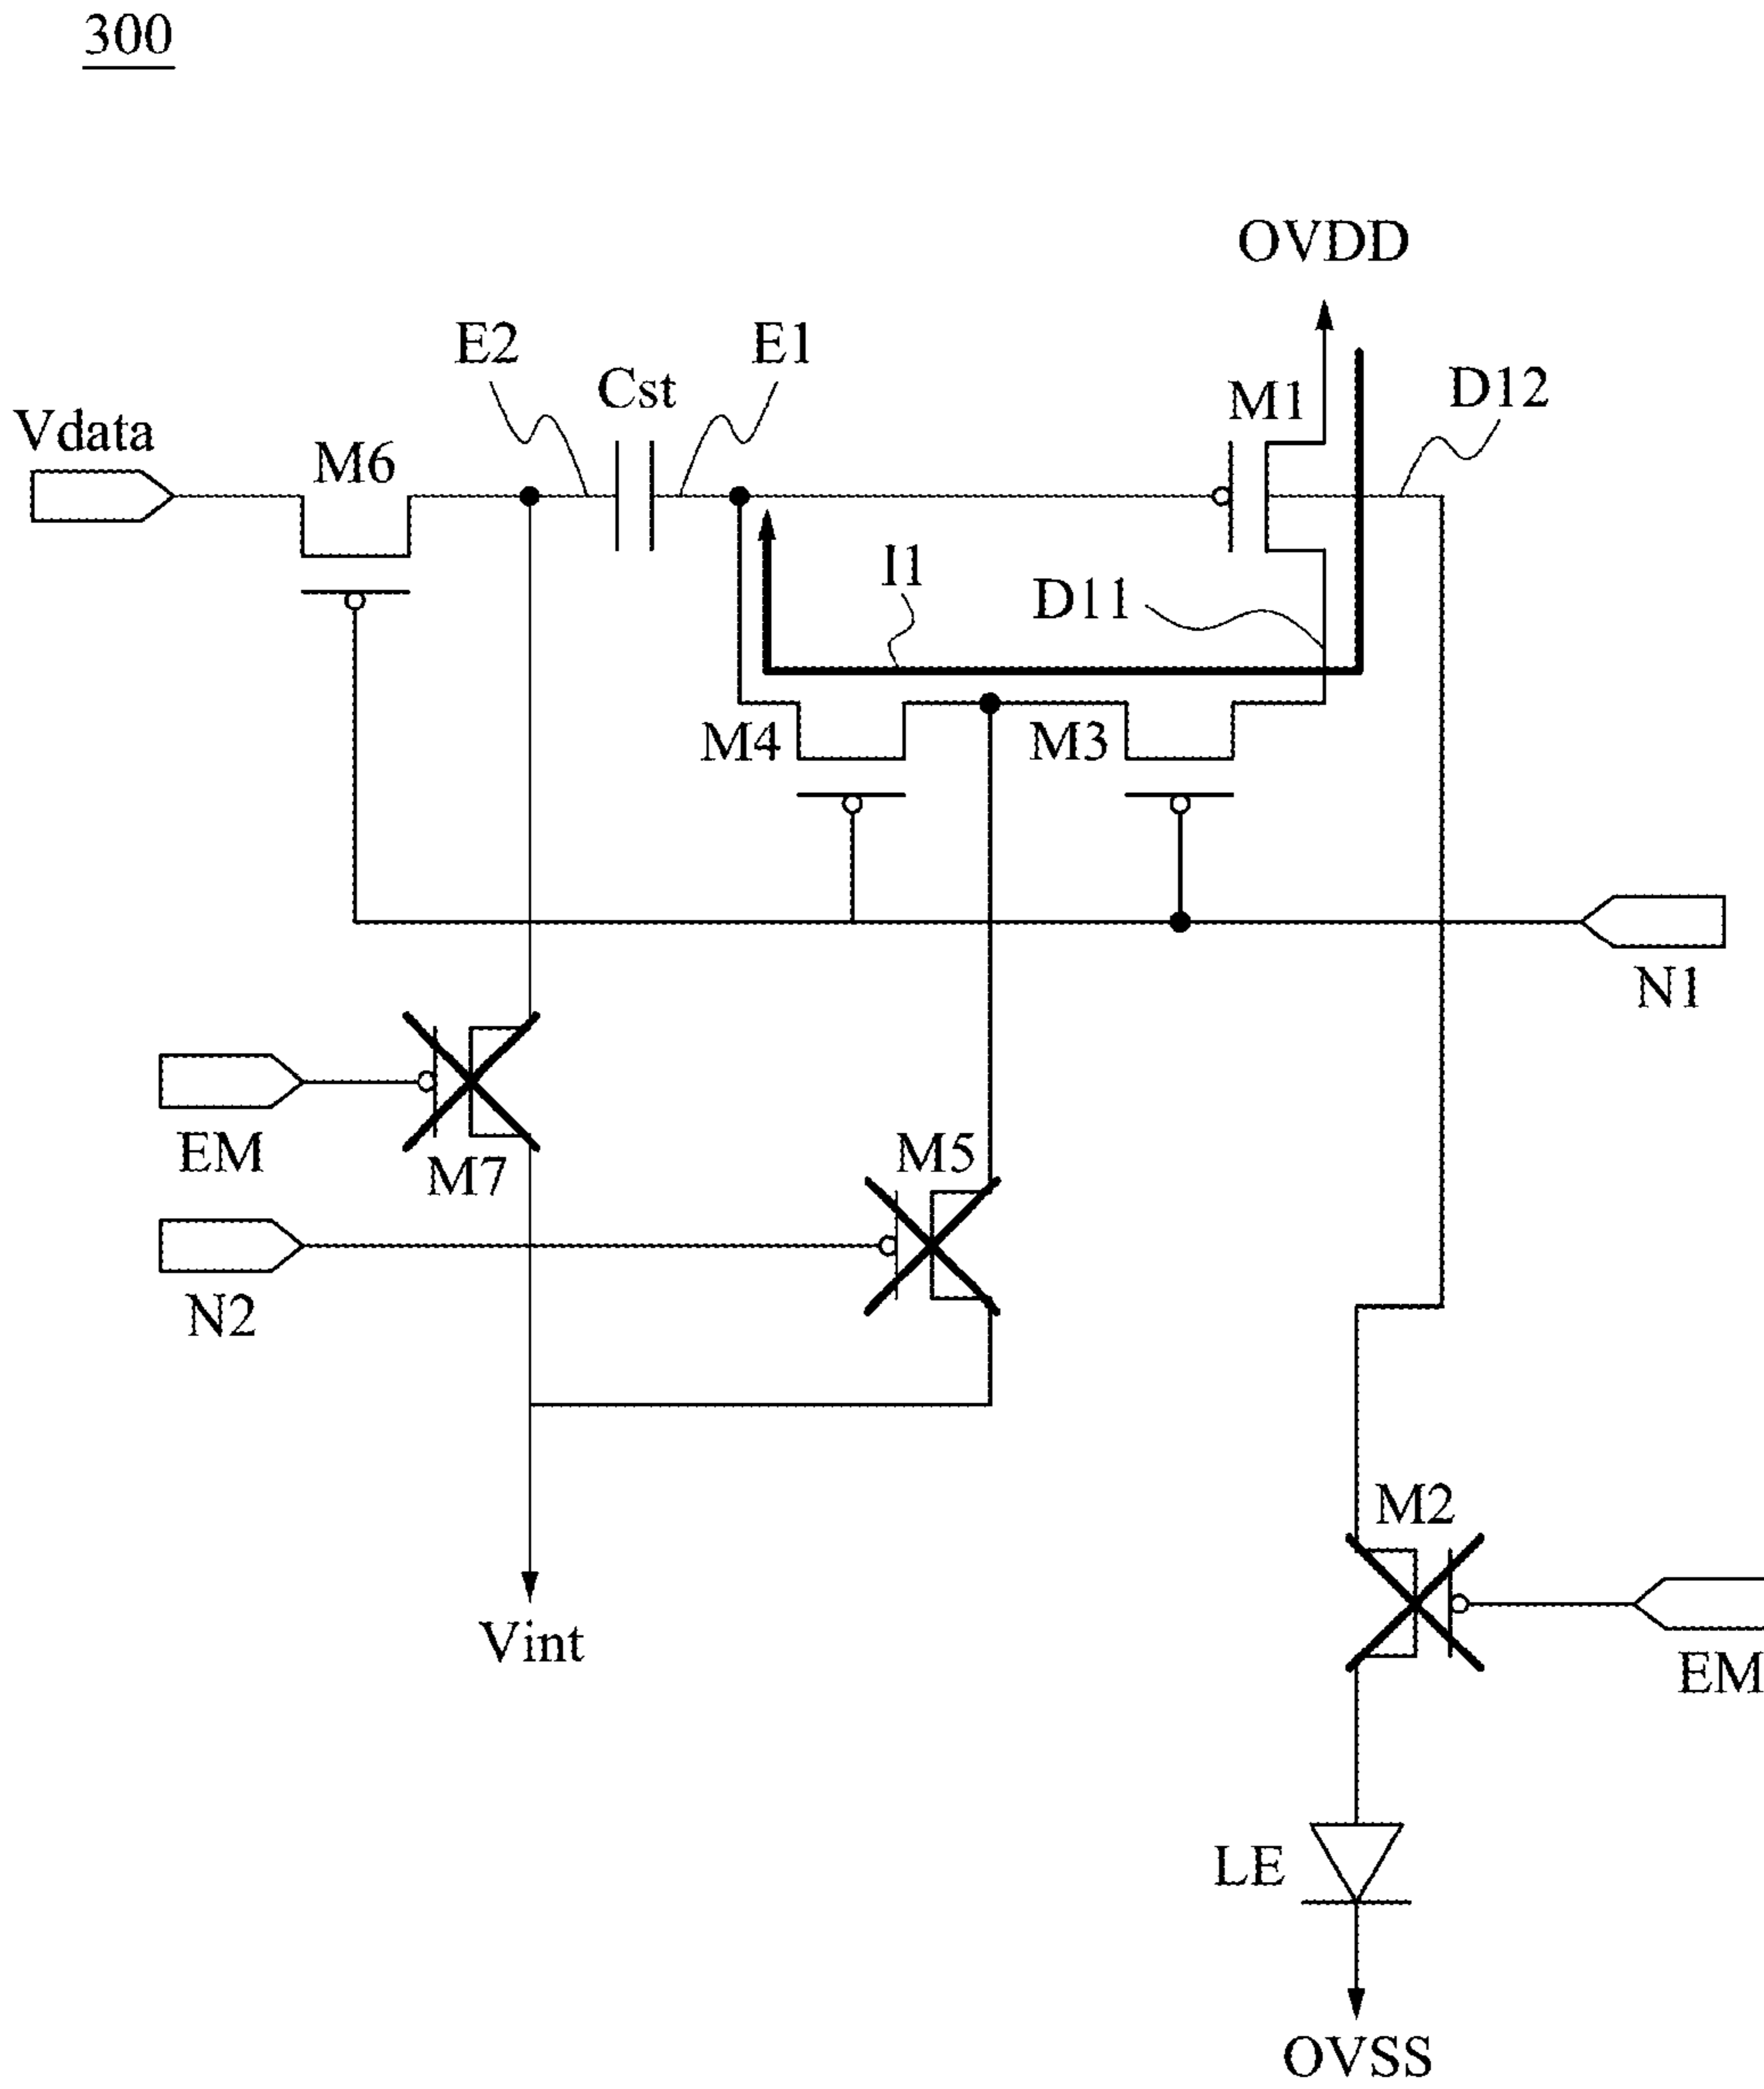 300
OVDD
E2
E1
Cst
M1
D12
Vdata
M6
I1
D11
M4
M3
N1
EM
M7
M5
N2
M2
Vint
EM
LE
OVSS